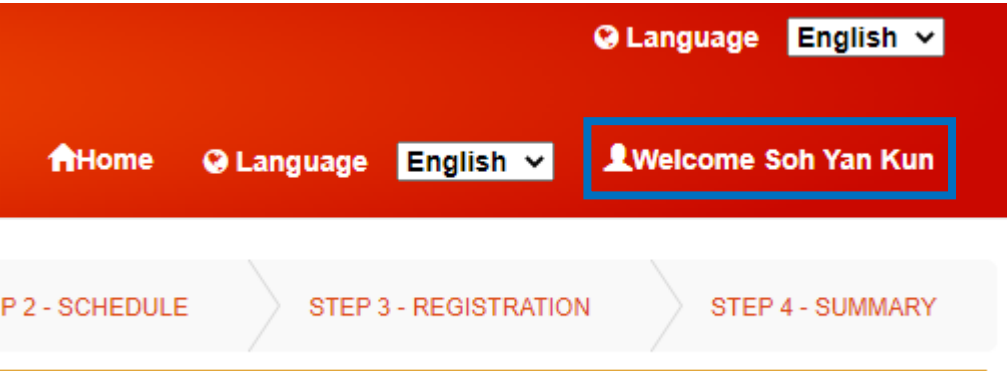 Language English
Home Language English Welcome Soh Yan Kun
P 2 - SCHEDULE STEP 3 - REGISTRATION STEP 4 - SUMMARY